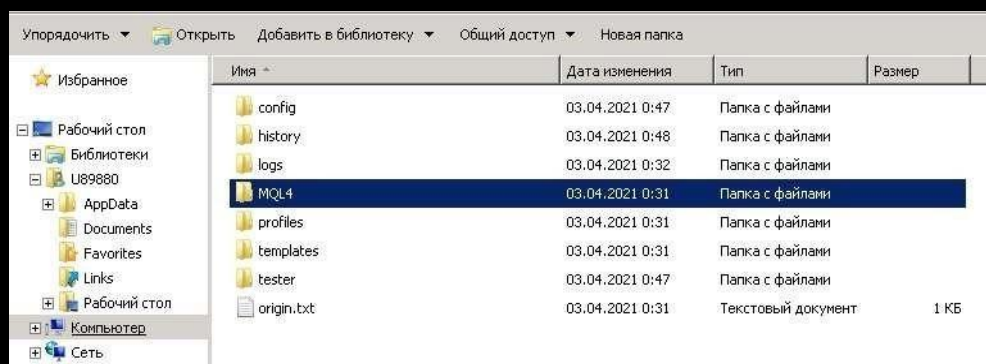 Упорядочить Открыть Добавить в библиотеку Общий доступ Новая папка
Избранное
Рабочий стол
Библиотеки
U89880
AppData
Documents
Favorites
Links
Рабочий стол
Компьютер
Сеть
Имя Дата изменения Тип Размер
config 03.04.2021 0:47 Папка с файлами
history 03.04.2021 0:48 Папка с файлами
logs 03.04.2021 0:32 Папка с файлами
MQL4 03.04.2021 0:31 Папка с файлами
profiles 03.04.2021 0:31 Папка с файлами
templates 03.04.2021 0:31 Папка с файлами
tester 03.04.2021 0:47 Папка с файлами
origin.txt 03.04.2021 0:31 Текстовый документ 1 КБ